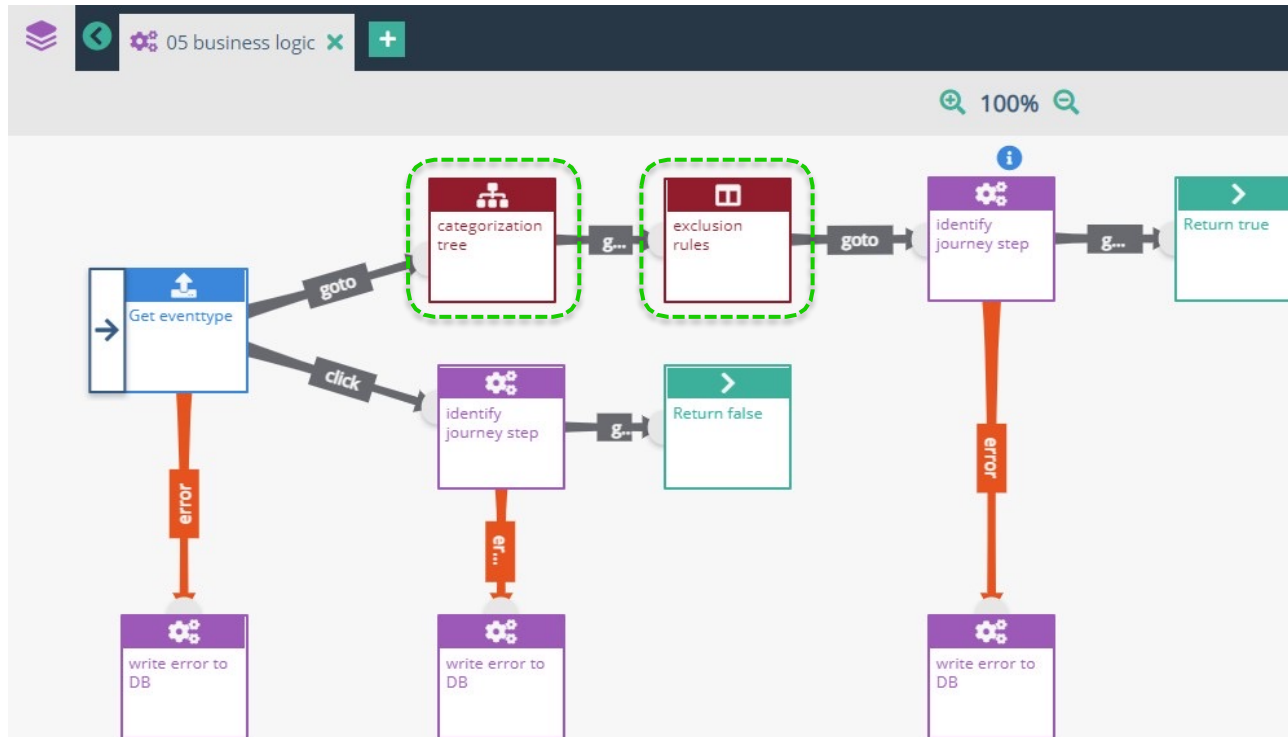 05 business logic
100%
categorization
tree
g...
exclusion
rules
goto
identify
journey step
g...
Return true
goto
Get eventtype
click
identify
journey step
g..
Return false
error
error
er...
write error to
DB
write error to
DB
write error to
DB